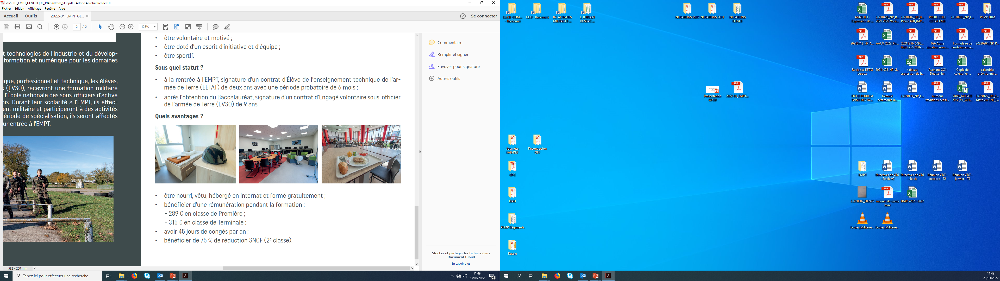 2022-01_EMPT_GENERIQUE_194x260mm_SFP.pdf - Adobe Acrobat Reader DC
Fichier Edition Affichage Fenêtre Aide
Accueil Outils 2022-01_EMPT_GE... × Se connecter
2 / 2 125%
t technologies de l'industrie et du dévelop-
formation et numérique pour les domaines
ique, professionnel et technique, les élèves,
s (EVSO), recevront une formation militaire
l'École nationale des sous-officiers d'active
ois. Durant leur scolarité à l'EMPT, ils effec-
ent militaire et participeront à des activités
période de spécialisation, ils seront affectés
ur entrée à l'EMPT.
• être volontaire et motivé ;
• être doté d'un esprit d'initiative et d'équipe ;
• être sportif.
Sous quel statut ?
• à la rentrée à l'EMPT, signature d'un contrat d'Élève de l'enseignement technique de l'ar-
mée de Terre (EETAT) de deux ans avec une période probatoire de 6 mois ;
• après l'obtention du Baccalauréat, signature d'un contrat d'Engagé volontaire sous-officier
de l'armée de Terre (EVSO) de 9 ans.
Quels avantages ?
• être nourri, vêtu, hébergé en internat et formé gratuitement ;
• bénéficier d'une rémunération pendant la formation :
- 289 € en classe de Première ;
- 315 € en classe de Terminale ;
• avoir 45 jours de congés par an ;
• bénéficier de 75 % de réduction SNCF (2e classe).
Commentaire
Remplir et signer
Envoyer pour signature
Autres outils
Stocker et partager les fichiers dans
Document Cloud
En savoir plus
582 x 260 mm
Tapez ici pour effectuer une recherche
11:49
23/03/2022
21
00.CIE-COM... - Raccourci
CDU - Raccourci
07. ACTIVITES MILITAIRES ...
I. TERRAIN BUSSAC ...
NOTATIONS MDR
NOTATIONS SOFF
NOTATIONS ELEVES
ANNEXE I - Expression de ...
20210426_NP_R... 2021 2022 Versi...
20210907_DR_B... Pierre ADJ_IMP...
PROTOCOLE CETAT-EMB
20170913_NP_L...
PFMP DTM
20210712_NP_C...
AACV_2022_Pri...
20211216_5096... BdD BGA-CDT-...
026 Autre situation non r...
Formulaire de rembourseme...
20220204_NP_R...
Récipissé EETAT Leroux
20211028_NP_G...
tableau expression de b...
Avenant CC1 Deutschler
Copie de calendrier ...
calendrier prévisionnel ...
Présentation CFCU
2022-01_EMPT...
FICHE POUR LA SAISIE DES AC...
Déroulé cérémonie d...
20220114_NP_E...
humour traditions betisi...
SUIVI_ACHATS 2022_V1_CET...
20220127_DR_S... Mathieu CNE_I...
Journées FAB-DEF
Reconversion OFF
CPC
EMPT
Directives de CDT - 6e cie v2
Directives de CDT - 6e cie
Réunion CDT - octobre - T2
Réunion CDT - janvier - T3
ISAO
20220307_003925
manuel de savoir vivre
DMR V2021-2022
PFMP Régiments
Ecoles_Militaire...
Ecoles_Militaire...
Russie
11:49
23/03/2022